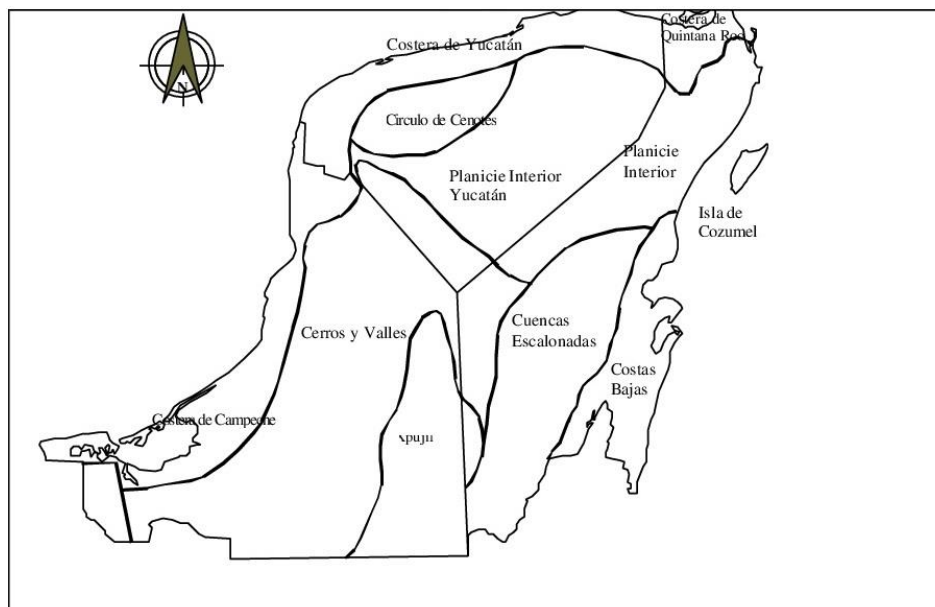 Costera de
Quintana Roo
Costera de Yucatán
N
Círculo de Cenotes
Planicie Interior
Yucatán
Planicie
Interior
Isla de
Cozumel
Cerros y Valles
Cuencas
Escalonadas
Costas
Bajas
Costera de Campeche